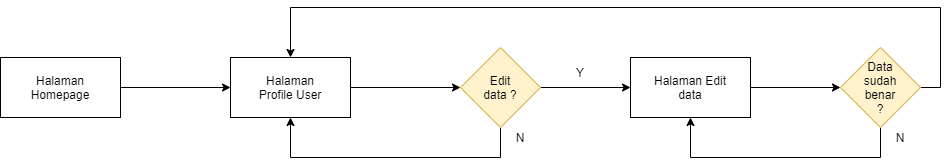 Halaman
Homepage
Halaman
Profile User
Edit
data ?
Y
N
Halaman Edit
data
Data
sudah
benar
?
N